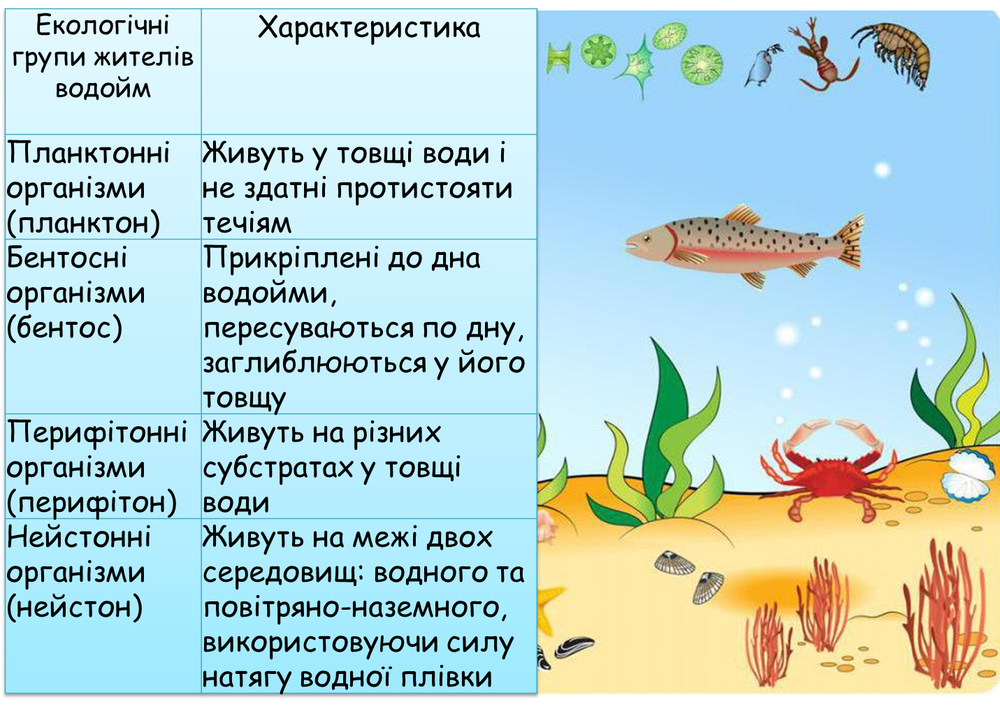 Екологічні
групи жителів
водойм
Характеристика
Планктонні
організми
(планктон)
Живуть у товщі води і
не здатні протистояти
течіям
Бентосні
організми
(бентос)
Прикріплені до дна
водойми,
пересуваються по дну,
заглиблюються у його
товщу
Перифітонні
організми
(перифітон)
Живуть на різних
субстратах у товщі
води
Нейстонні
організми
(нейстон)
Живуть на межі двох
середовищ: водного та
повітряно-наземного,
використовуючи силу
натягу водної плівки